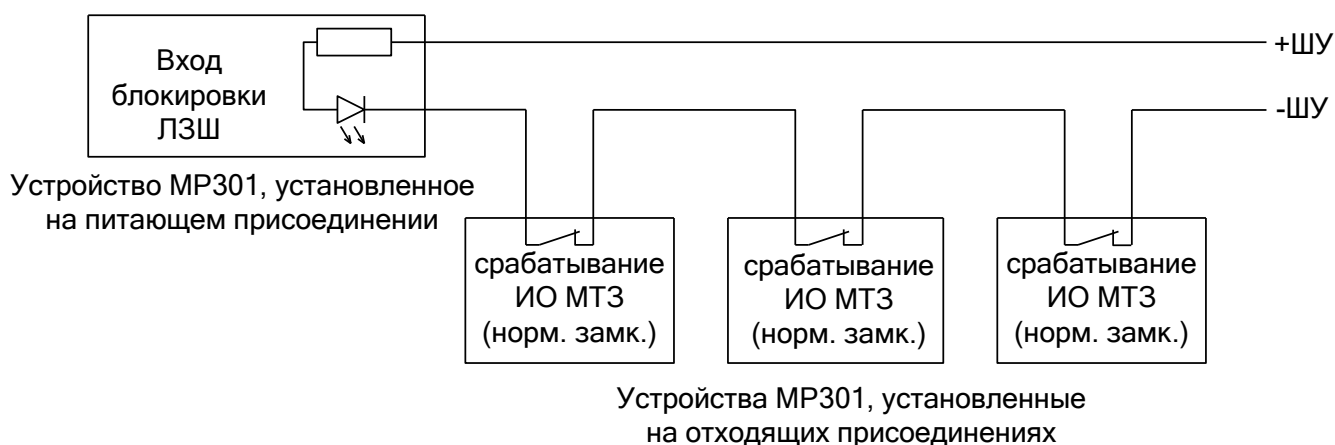 Вход
блокировки
ЛЗШ
+ШУ
-ШУ
Устройство МР301, установленное
на питающем присоединении
срабатывание
ИО МТЗ
(норм. замк.)
срабатывание
ИО МТЗ
(норм. замк.)
срабатывание
ИО МТЗ
(норм. замк.)
Устройства МР301, установленные
на отходящих присоединениях